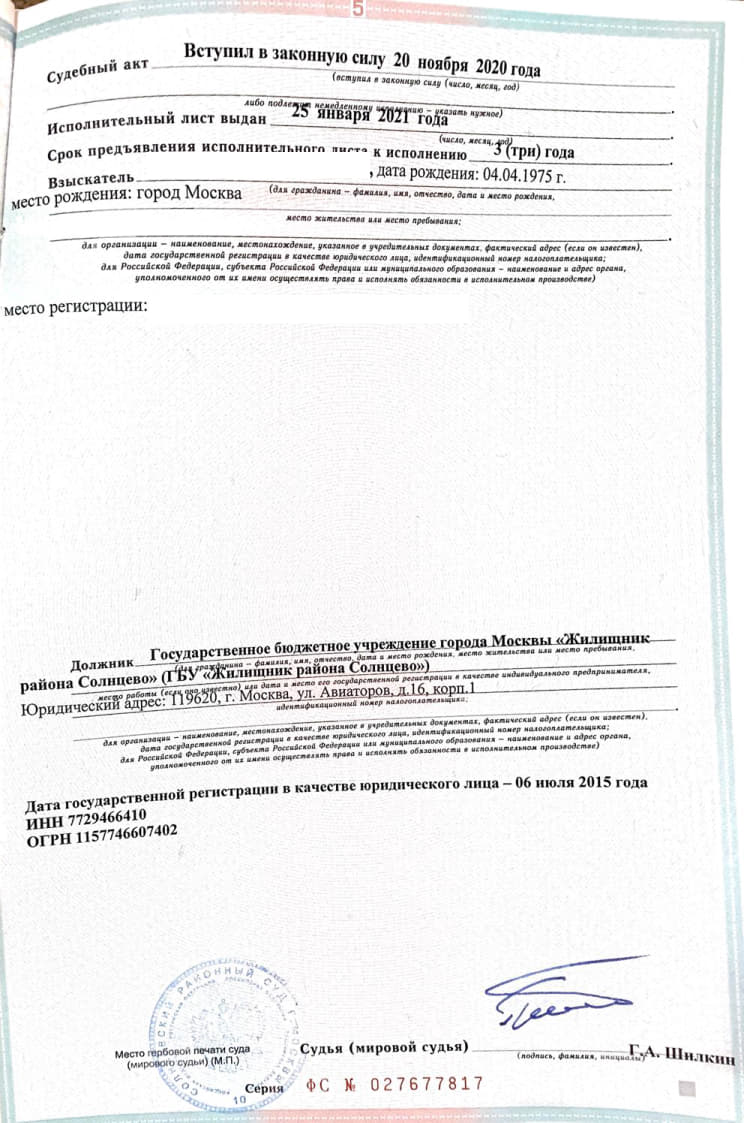 5
Судебный акт Вступил в законную силу 20 ноября 2020 года
(вступил в законную силу (число, месяц, год)
либо подлежит немедленному исполнению – указать нужное)
Исполнительный лист выдан 25 января 2021 года
(число, месяц, год)
Срок предъявления исполнительного листа к исполнению 3 (три) года
Взыскатель , дата рождения: 04.04.1975 г.
место рождения: город Москва (для гражданина – фамилия, имя, отчество, дата и место рождения,
место жительства или место пребывания;
для организации – наименование, местонахождение, указанное в учредительных документах, фактический адрес (если он известен),
дата государственной регистрации в качестве юридического лица, идентификационный номер налогоплательщика;
для Российской Федерации, субъекта Российской Федерации или муниципального образования – наименование и адрес органа,
уполномоченного от их имени осуществлять права и исполнять обязанности в исполнительном производстве)
место регистрации:
Должник Государственное бюджетное учреждение города Москвы «Жилищник
(для гражданина – фамилия, имя, отчество, дата и место рождения, место жительства или место пребывания,
района Солнцево» (ГБУ «Жилищник района Солнцево»)
место работы (если оно известно) или дата и место его государственной регистрации в качестве индивидуального предпринимателя,
Юридический адрес: 119620, г. Москва, ул. Авиаторов, д.16, корп.1
идентификационный номер налогоплательщика;
для организации – наименование, местонахождение, указанное в учредительных документах, фактический адрес (если он известен),
дата государственной регистрации в качестве юридического лица, идентификационный номер налогоплательщика;
для Российской Федерации, субъекта Российской Федерации или муниципального образования – наименование и адрес органа,
уполномоченного от их имени осуществлять права и исполнять обязанности в исполнительном производстве)
Дата государственной регистрации в качестве юридического лица – 06 июля 2015 года
ИНН 7729466410
ОГРН 1157746607402
РАЙОННЫЙ СУД
Место гербовой печати суда
(мирового судьи) (М.П.)
Судья (мировой судья) Г.А. Шилкин
(подпись, фамилия, инициалы)
10
Серия ФС № 027677817